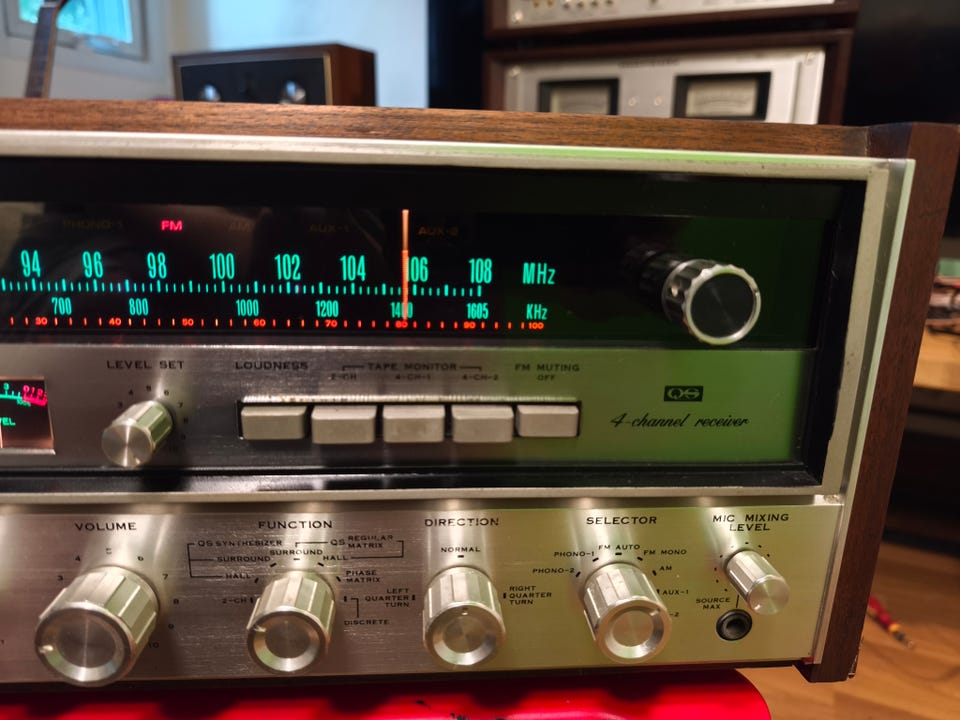 PHONO-1 FM AM AUX-1 AUX-2
94 96 98 100 102 104 106 108 MHz
700 800 1000 1200 1400 1605 KHz
30 40 50 60 70 80 90 100
LEVEL SET
LOUDNESS
TAPE MONITOR
2-CH 4-CH-1 4-CH-2
FM MUTING
OFF
QS
4-channel receiver
VOLUME
3 4 5 6 7 8 10
FUNCTION
QS SYNTHESIZER
SURROUND
HALL
2-CH
QS REGULAR
MATRIX
SURROUND
HALL
PHASE
MATRIX
DISCRETE
DIRECTION
NORMAL
LEFT
QUARTER
TURN
RIGHT
QUARTER
TURN
SELECTOR
PHONO-2
PHONO-1
FM AUTO
FM MONO
AM
AUX-1
MIC MIXING
LEVEL
SOURCE
MAX